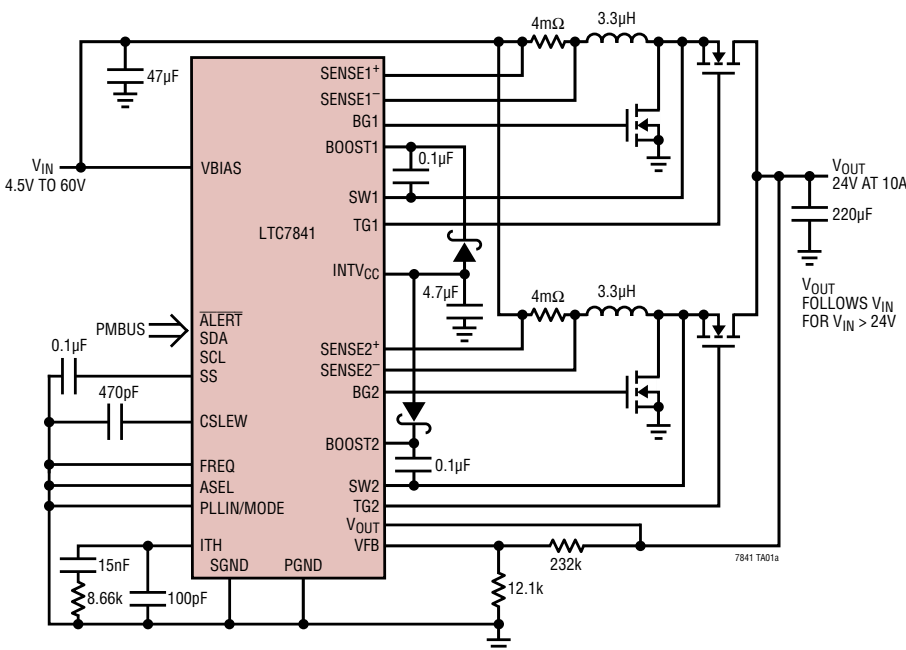 4mΩ
3.3µH
47µF
SENSE1+
SENSE1–
BG1
BOOST1
0.1µF
VIN
4.5V TO 60V
VBIAS
SW1
TG1
VOUT
24V AT 10A
220µF
LTC7841
INTVCC
4.7µF
4mΩ
3.3µH
VOUT
FOLLOWS VIN
FOR VIN > 24V
PMBUS
ALERT
SDA
SCL
SS
0.1µF
SENSE2+
SENSE2–
BG2
470pF
CSLEW
BOOST2
0.1µF
FREQ
ASEL
PLLIN/MODE
SW2
TG2
VOUT
VFB
ITH
15nF
8.66k
100pF
SGND
PGND
232k
12.1k
7841 TA01a